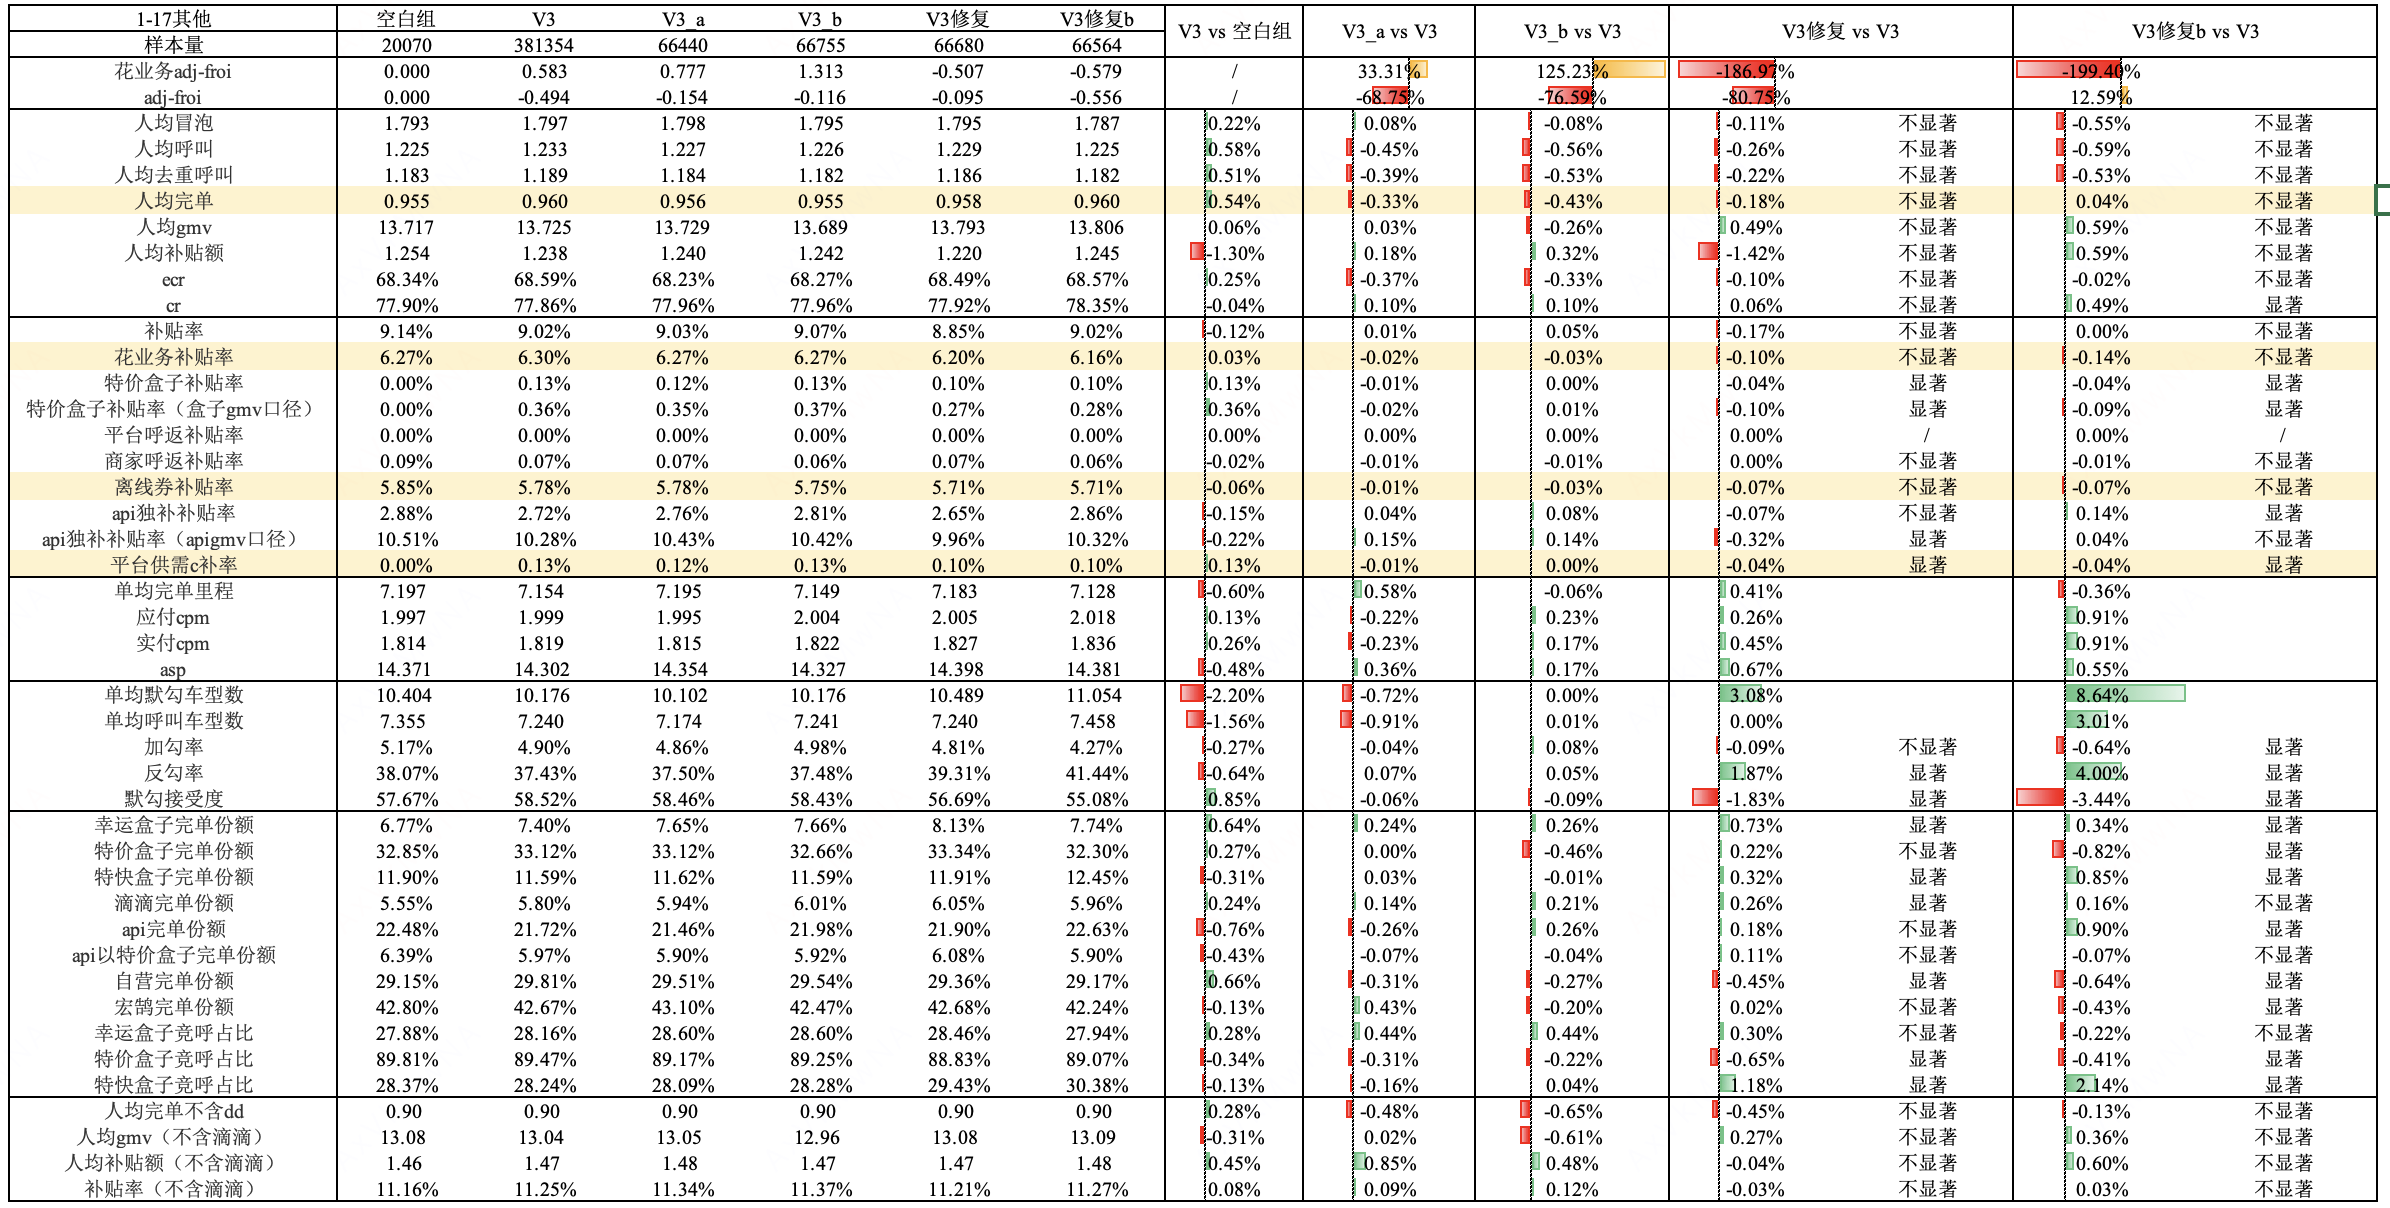 1-17其他 空白组 V3 V3_a V3_b V3修复 V3修复b V3 vs 空白组 V3_a vs V3 V3_b vs V3 V3修复 vs V3 V3修复b vs V3
样本量 20070 381354 66440 66755 66680 66564
花业务adj-froi 0.000 0.583 0.777 1.313 -0.507 -0.579 / 33.31% 125.23% -186.97% -199.40%
adj-froi 0.000 -0.494 -0.154 -0.116 -0.095 -0.556 / -68.75% -76.59% -80.75% 12.59%
人均冒泡 1.793 1.797 1.798 1.795 1.795 1.787 0.22% 0.08% -0.08% -0.11% 不显著 -0.55% 不显著
人均呼叫 1.225 1.233 1.227 1.226 1.229 1.225 0.58% -0.45% -0.56% -0.26% 不显著 -0.59% 不显著
人均去重呼叫 1.183 1.189 1.184 1.182 1.186 1.182 0.51% -0.39% -0.53% -0.22% 不显著 -0.53% 不显著
人均完单 0.955 0.960 0.956 0.955 0.958 0.960 0.54% -0.33% -0.43% -0.18% 不显著 0.04% 不显著
人均gmv 13.717 13.725 13.729 13.689 13.793 13.806 0.06% 0.03% -0.26% 0.49% 不显著 0.59% 不显著
人均补贴额 1.254 1.238 1.240 1.242 1.220 1.245 -1.30% 0.18% 0.32% -1.42% 不显著 0.59% 不显著
ecr 68.34% 68.59% 68.23% 68.27% 68.49% 68.57% 0.25% -0.37% -0.33% -0.10% 不显著 -0.02% 不显著
cr 77.90% 77.86% 77.96% 77.96% 77.92% 78.35% -0.04% 0.10% 0.10% 0.06% 不显著 0.49% 显著
补贴率 9.14% 9.02% 9.03% 9.07% 8.85% 9.02% -0.12% 0.01% 0.05% -0.17% 不显著 0.00% 不显著
花业务补贴率 6.27% 6.30% 6.27% 6.27% 6.20% 6.16% 0.03% -0.02% -0.03% -0.10% 不显著 -0.14% 不显著
特价盒子补贴率 0.00% 0.13% 0.12% 0.13% 0.10% 0.10% 0.13% -0.01% 0.00% -0.04% 显著 -0.04% 显著
特价盒子补贴率（盒子gmv口径） 0.00% 0.36% 0.35% 0.37% 0.27% 0.28% 0.36% -0.02% 0.01% -0.10% 显著 -0.09% 显著
平台呼返补贴率 0.00% 0.00% 0.00% 0.00% 0.00% 0.00% 0.00% 0.00% 0.00% 0.00% / 0.00% /
商家呼返补贴率 0.09% 0.07% 0.07% 0.06% 0.07% 0.06% -0.02% -0.01% -0.01% 0.00% 不显著 -0.01% 不显著
离线券补贴率 5.85% 5.78% 5.78% 5.75% 5.71% 5.71% -0.06% -0.01% -0.03% -0.07% 不显著 -0.07% 不显著
api独补补贴率 2.88% 2.72% 2.76% 2.81% 2.65% 2.86% -0.15% 0.04% 0.08% -0.07% 不显著 0.14% 显著
api独补补贴率（apigmv口径） 10.51% 10.28% 10.43% 10.42% 9.96% 10.32% -0.22% 0.15% 0.14% -0.32% 显著 0.04% 不显著
平台供需c补率 0.00% 0.13% 0.12% 0.13% 0.10% 0.10% 0.13% -0.01% 0.00% -0.04% 显著 -0.04% 显著
单均完单里程 7.197 7.154 7.195 7.149 7.183 7.128 -0.60% 0.58% -0.06% 0.41% -0.36%
应付cpm 1.997 1.999 1.995 2.004 2.005 2.018 0.13% -0.22% 0.23% 0.26% 0.91%
实付cpm 1.814 1.819 1.815 1.822 1.827 1.836 0.26% -0.23% 0.17% 0.45% 0.91%
asp 14.371 14.302 14.354 14.327 14.398 14.381 -0.48% 0.36% 0.17% 0.67% 0.55%
单均默勾车型数 10.404 10.176 10.102 10.176 10.489 11.054 -2.20% -0.72% 0.00% 3.08% 8.64%
单均呼叫车型数 7.355 7.240 7.174 7.241 7.240 7.458 -1.56% -0.91% 0.01% 0.00% 3.01%
加勾率 5.17% 4.90% 4.86% 4.98% 4.81% 4.27% -0.27% -0.04% 0.08% -0.09% 不显著 -0.64% 显著
反勾率 38.07% 37.43% 37.50% 37.48% 39.31% 41.44% -0.64% 0.07% 0.05% 1.87% 显著 4.00% 显著
默勾接受度 57.67% 58.52% 58.46% 58.43% 56.69% 55.08% 0.85% -0.06% -0.09% -1.83% 显著 -3.44% 显著
幸运盒子完单份额 6.77% 7.40% 7.65% 7.66% 8.13% 7.74% 0.64% 0.24% 0.26% 0.73% 显著 0.34% 显著
特价盒子完单份额 32.85% 33.12% 33.12% 32.66% 33.34% 32.30% 0.27% 0.00% -0.46% 0.22% 不显著 -0.82% 显著
特快盒子完单份额 11.90% 11.59% 11.62% 11.59% 11.91% 12.45% -0.31% 0.03% -0.01% 0.32% 显著 0.85% 显著
滴滴完单份额 5.55% 5.80% 5.94% 6.01% 6.05% 5.96% 0.24% 0.14% 0.21% 0.26% 显著 0.16% 不显著
api完单份额 22.48% 21.72% 21.46% 21.98% 21.90% 22.63% -0.76% -0.26% 0.26% 0.18% 不显著 0.90% 显著
api以特价盒子完单份额 6.39% 5.97% 5.90% 5.92% 6.08% 5.90% -0.43% -0.07% -0.04% 0.11% 不显著 -0.07% 不显著
自营完单份额 29.15% 29.81% 29.51% 29.54% 29.36% 29.17% 0.66% -0.31% -0.27% -0.45% 显著 -0.64% 显著
宏鹄完单份额 42.80% 42.67% 43.10% 42.47% 42.68% 42.24% -0.13% 0.43% -0.20% 0.02% 不显著 -0.43% 显著
幸运盒子竞呼占比 27.88% 28.16% 28.60% 28.60% 28.46% 27.94% 0.28% 0.44% 0.44% 0.30% 不显著 -0.22% 不显著
特价盒子竞呼占比 89.81% 89.47% 89.17% 89.25% 88.83% 89.07% -0.34% -0.31% -0.22% -0.65% 显著 -0.41% 显著
特快盒子竞呼占比 28.37% 28.24% 28.09% 28.28% 29.43% 30.38% -0.13% -0.16% 0.04% 1.18% 显著 2.14% 显著
人均完单不含dd 0.90 0.90 0.90 0.90 0.90 0.90 0.28% -0.48% -0.65% -0.45% 不显著 -0.13% 不显著
人均gmv（不含滴滴） 13.08 13.04 13.05 12.96 13.08 13.09 -0.31% 0.02% -0.61% 0.27% 不显著 0.36% 不显著
人均补贴额（不含滴滴） 1.46 1.47 1.48 1.47 1.47 1.48 0.45% 0.85% 0.48% -0.04% 不显著 0.60% 不显著
补贴率（不含滴滴） 11.16% 11.25% 11.34% 11.37% 11.21% 11.27% 0.08% 0.09% 0.12% -0.03% 不显著 0.03% 不显著